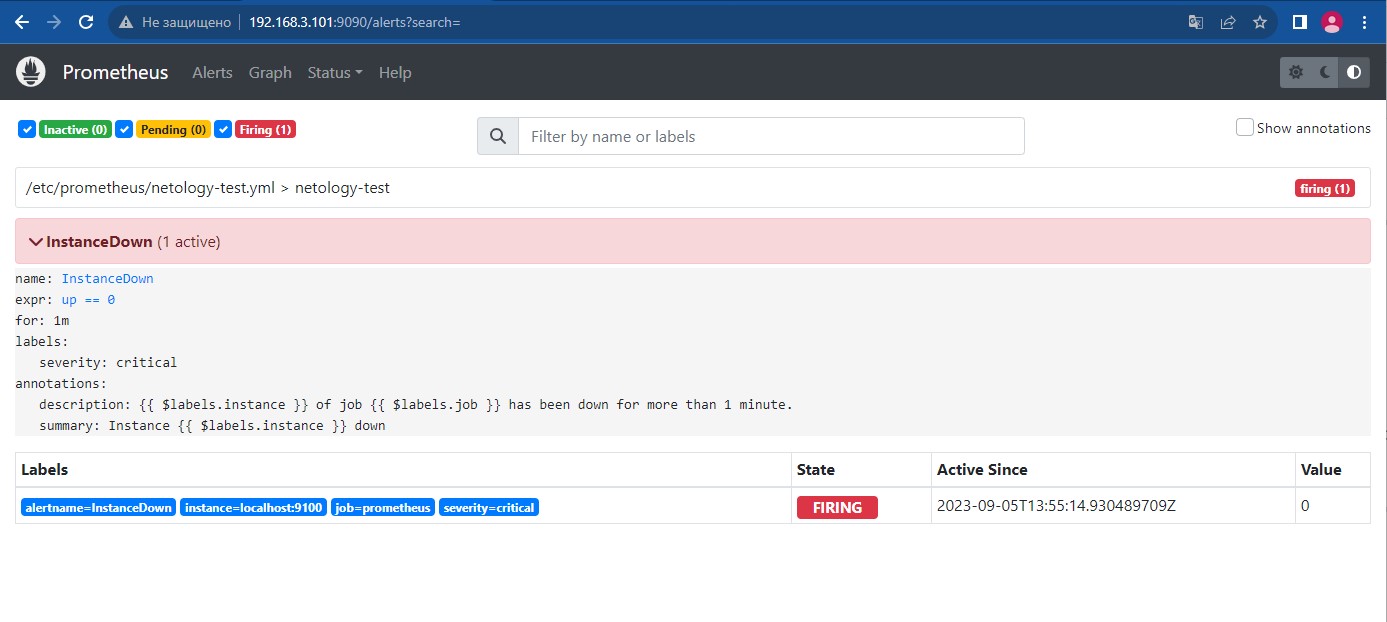 Не защищено 192.168.3.101:9090/alerts?search=
Prometheus Alerts Graph Status Help
Inactive (0) Pending (0) Firing (1) Filter by name or labels Show annotations
/etc/prometheus/netology-test.yml > netology-test firing (1)
InstanceDown (1 active)
name: InstanceDown
expr: up == 0
for: 1m
labels:
severity: critical
annotations:
description: {{ $labels.instance }} of job {{ $labels.job }} has been down for more than 1 minute.
summary: Instance {{ $labels.instance }} down
Labels State Active Since Value
alertname=InstanceDown instance=localhost:9100 job=prometheus severity=critical FIRING 2023-09-05T13:55:14.930489709Z 0